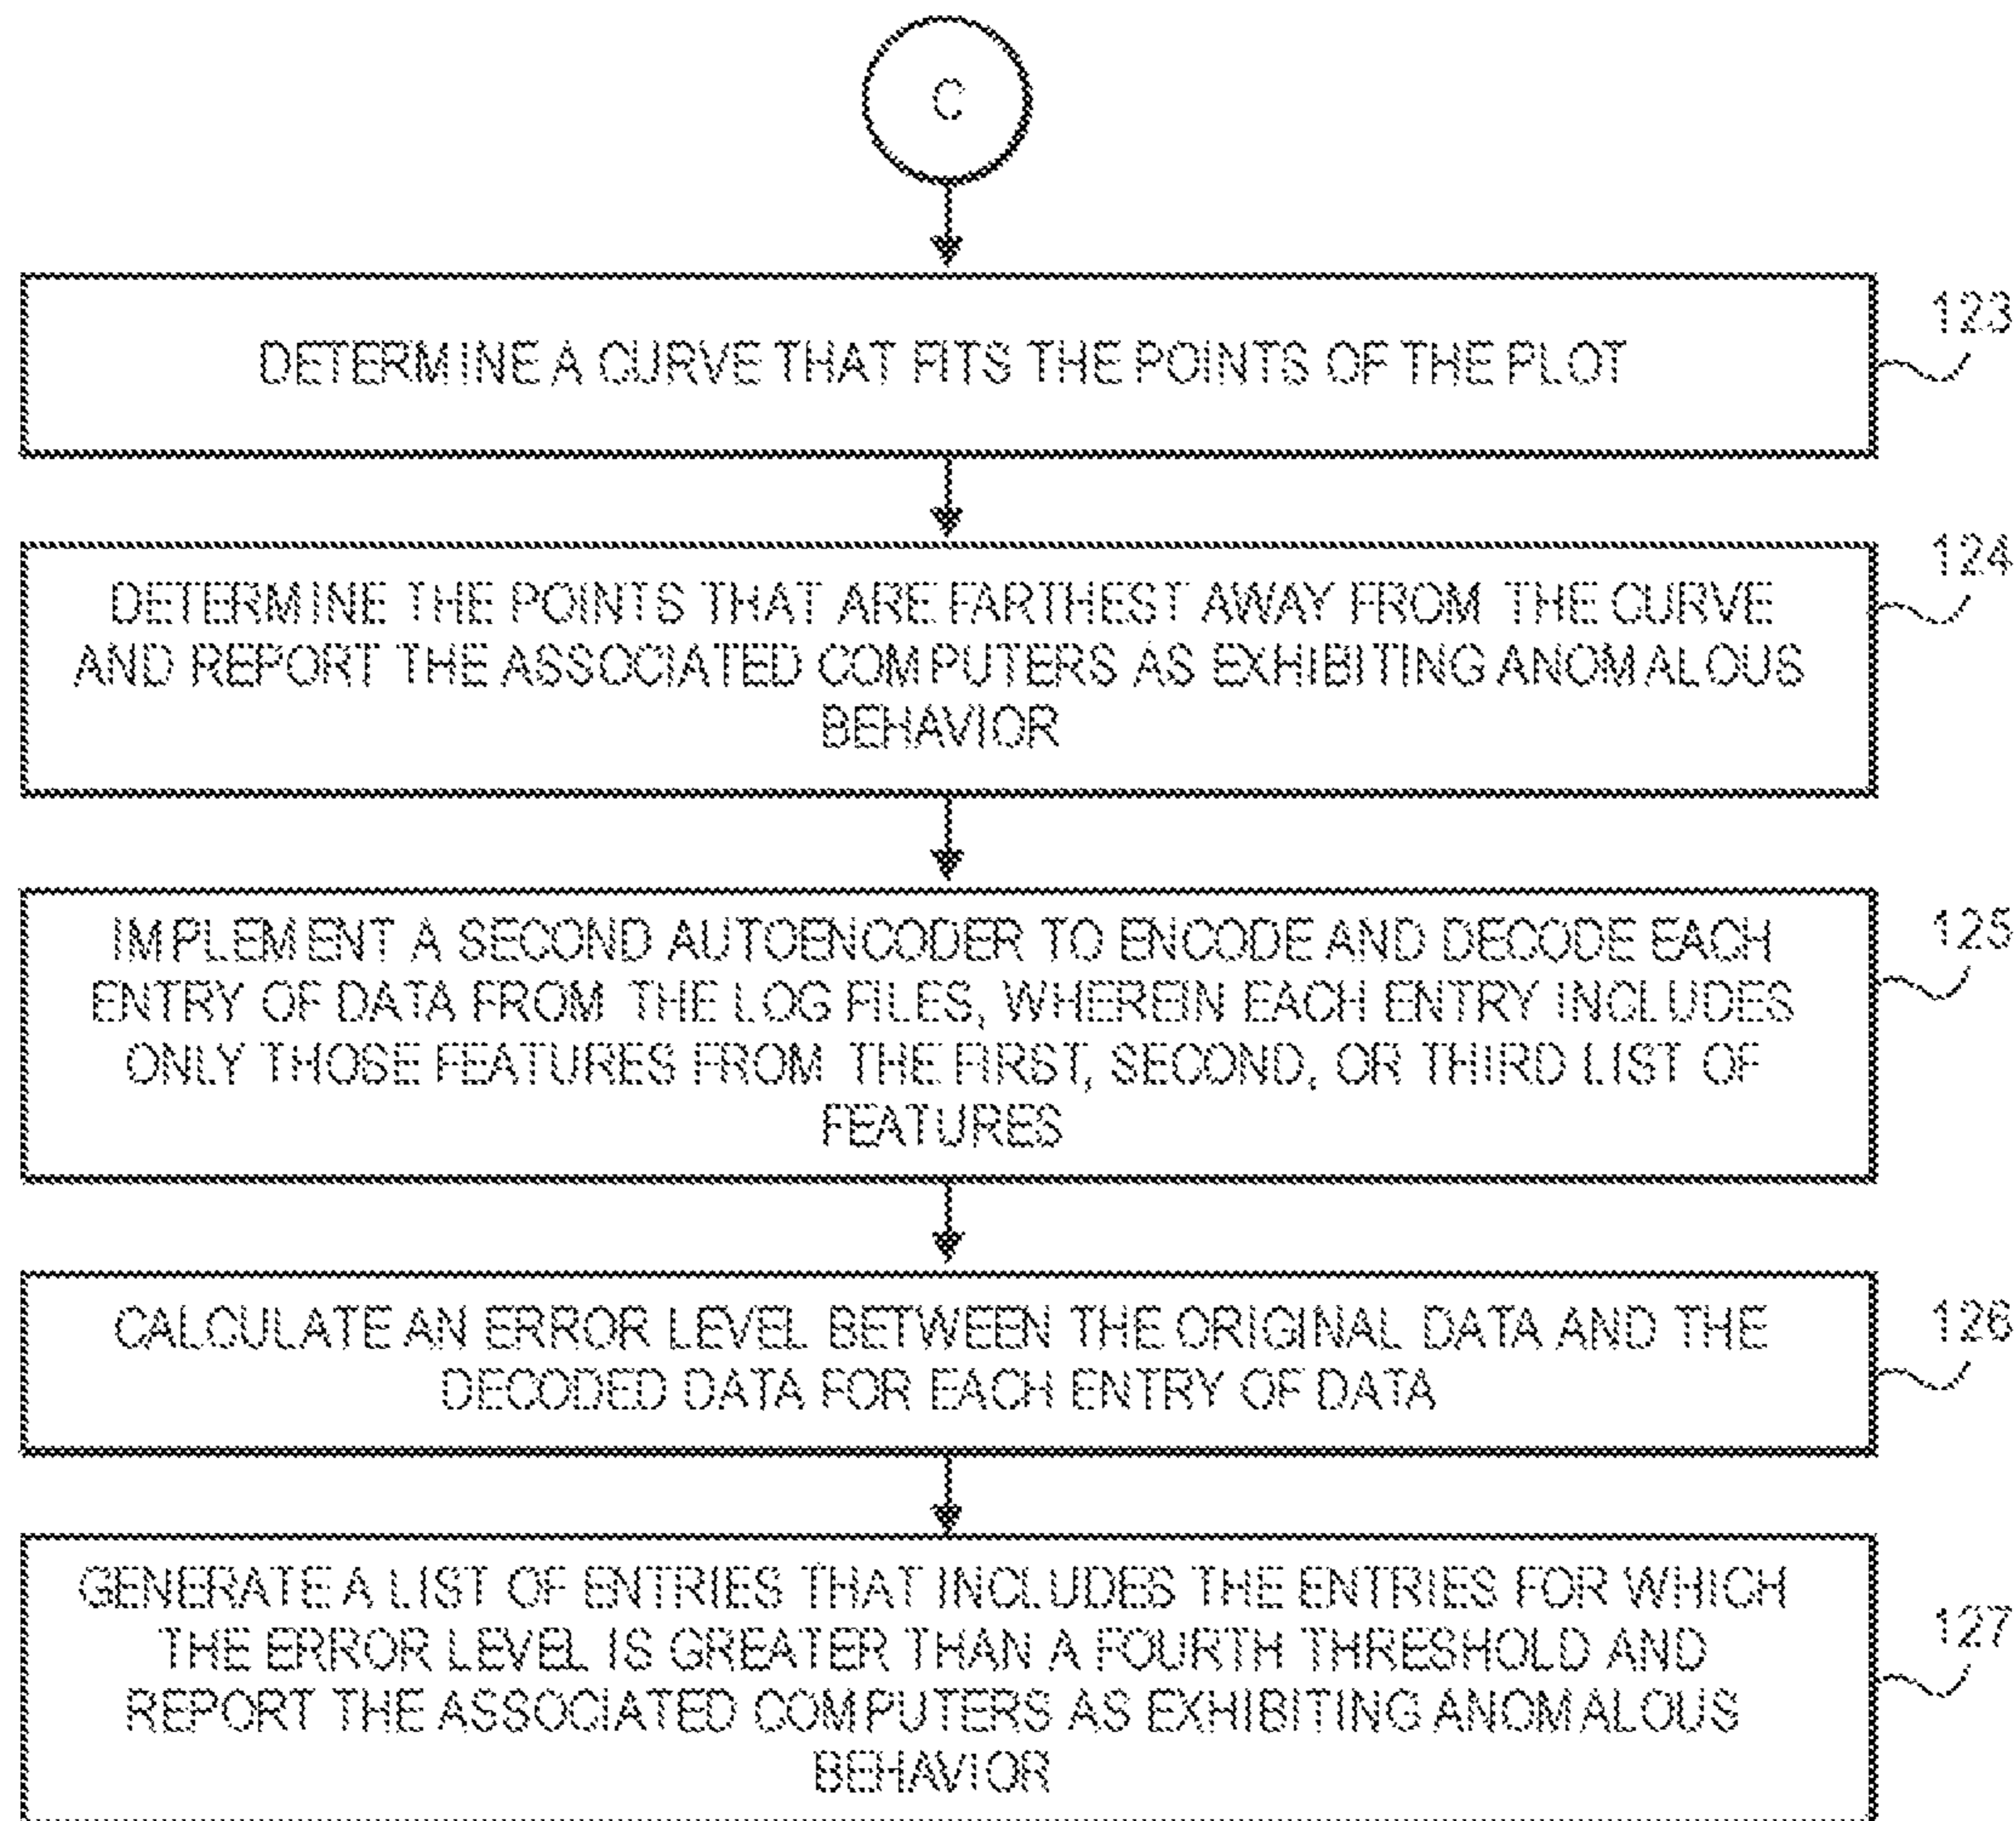 C
123
DETERMINE A CURVE THAT FITS THE POINTS OF THE PLOT
124
DETERMINE THE POINTS THAT ARE FARTHEST AWAY FROM THE CURVE
AND REPORT THE ASSOCIATED COMPUTERS AS EXHIBITING ANOMALOUS
BEHAVIOR
125
IMPLEMENT A SECOND AUTOENCODER TO ENCODE AND DECODE EACH
ENTRY OF DATA FROM THE LOG FILES, WHEREIN EACH ENTRY INCLUDES
ONLY THOSE FEATURES FROM THE FIRST, SECOND, OR THIRD LIST OF
FEATURES
126
CALCULATE AN ERROR LEVEL BETWEEN THE ORIGINAL DATA AND THE
DECODED DATA FOR EACH ENTRY OF DATA
127
GENERATE A LIST OF ENTRIES THAT INCLUDES THE ENTRIES FOR WHICH
THE ERROR LEVEL IS GREATER THAN A FOURTH THRESHOLD AND
REPORT THE ASSOCIATED COMPUTERS AS EXHIBITING ANOMALOUS
BEHAVIOR